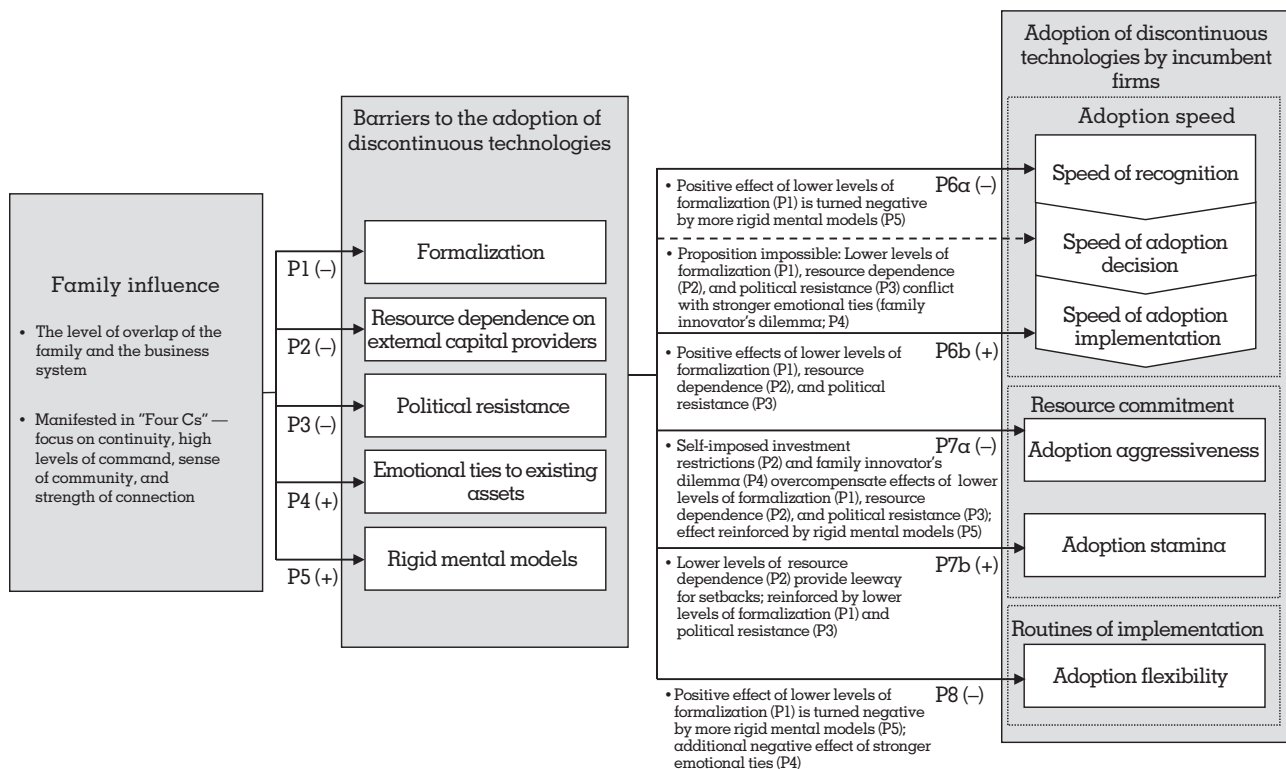 Family influence
• The level of overlap of the
family and the business
system
• Manifested in "Four Cs" —
focus on continuity, high
levels of command, sense
of community, and
strength of connection
P1 (–)
P2 (–)
P3 (–)
P4 (+)
P5 (+)
Barriers to the adoption of
discontinuous technologies
Formalization
Resource dependence on
external capital providers
Political resistance
Emotional ties to existing
assets
Rigid mental models
• Positive effect of lower levels of
formalization (P1) is turned negative
by more rigid mental models (P5)
P6a (–)
• Proposition impossible: Lower levels of
formalization (P1), resource dependence
(P2), and political resistance (P3) conflict
with stronger emotional ties (family
innovator's dilemma; P4)
• Positive effects of lower levels of
formalization (P1), resource
dependence (P2), and political
resistance (P3)
P6b (+)
• Self-imposed investment
restrictions (P2) and family innovator's
dilemma (P4) overcompensate effects of lower
levels of formalization (P1), resource
dependence (P2), and political resistance (P3);
effect reinforced by rigid mental models (P5)
P7a (–)
• Lower levels of resource
dependence (P2) provide leeway
for setbacks; reinforced by lower
levels of formalization (P1) and
political resistance (P3)
P7b (+)
• Positive effect of lower levels of
formalization (P1) is turned negative
by more rigid mental models (P5);
additional negative effect of stronger
emotional ties (P4)
P8 (–)
Adoption of discontinuous
technologies by incumbent
firms
Adoption speed
Speed of recognition
Speed of adoption
decision
Speed of adoption
implementation
Resource commitment
Adoption aggressiveness
Adoption stamina
Routines of implementation
Adoption flexibility